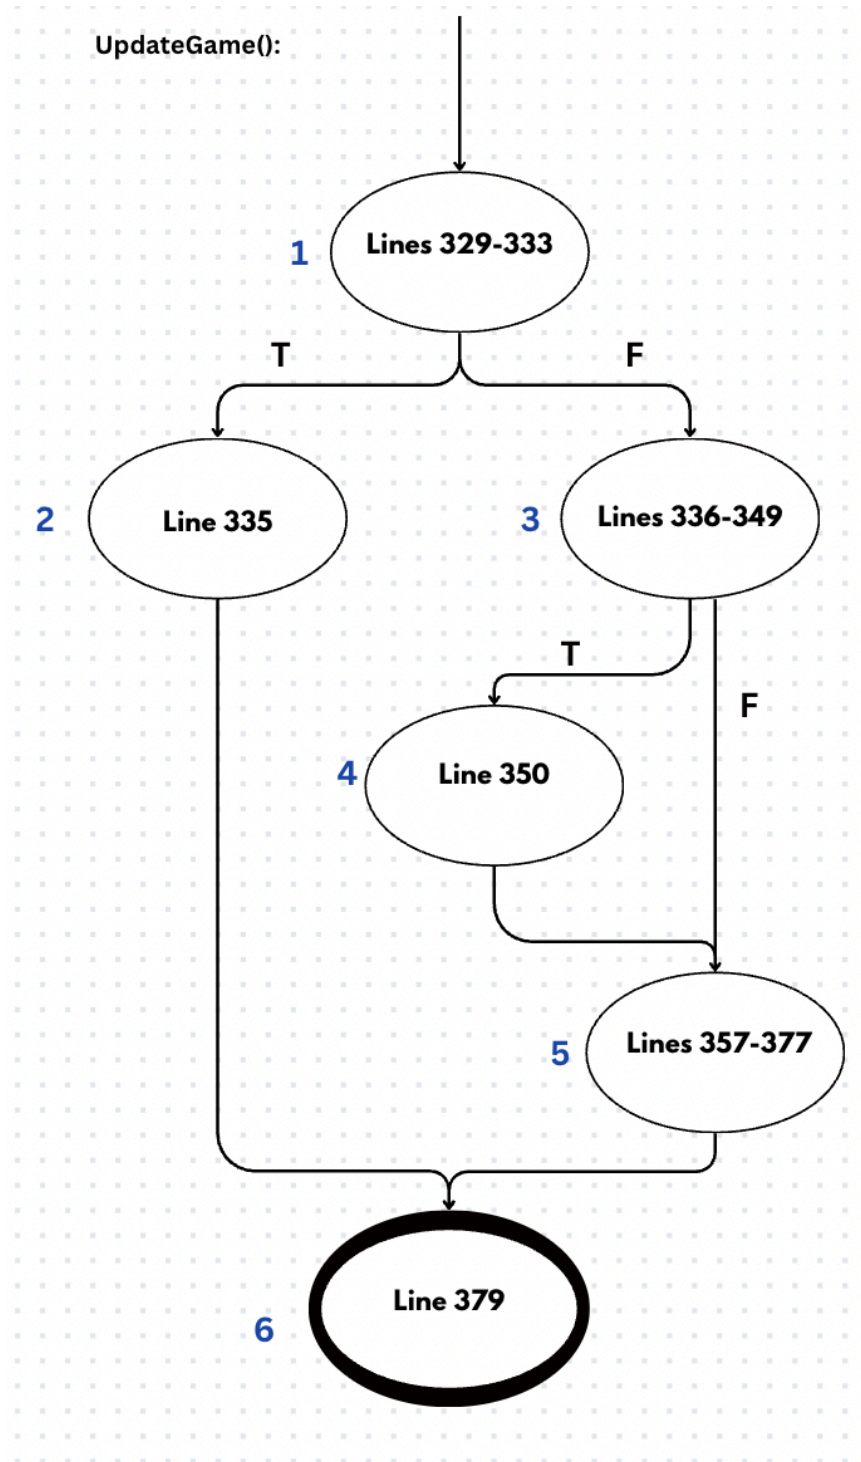 UpdateGame():
1
Lines 329-333
T
F
2
Line 335
3
Lines 336-349
T
F
4
Line 350
5
Lines 357-377
6
Line 379